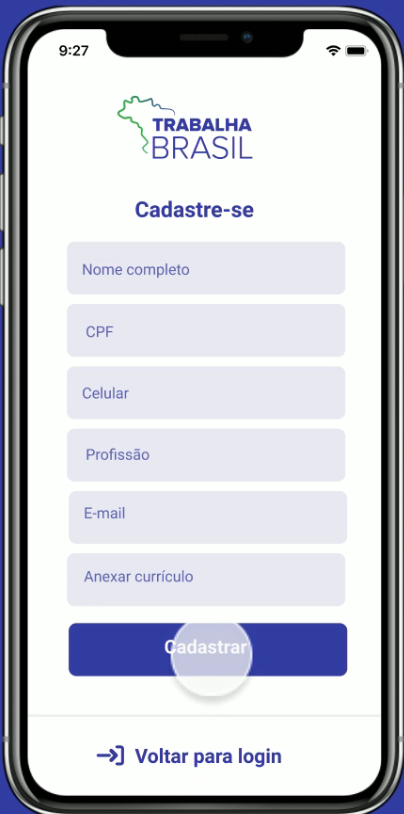 9:27
TRABALHA
BRASIL
Cadastre-se
Nome completo
CPF
Celular
Profissão
E-mail
Anexar currículo
Cadastrar
Voltar para login